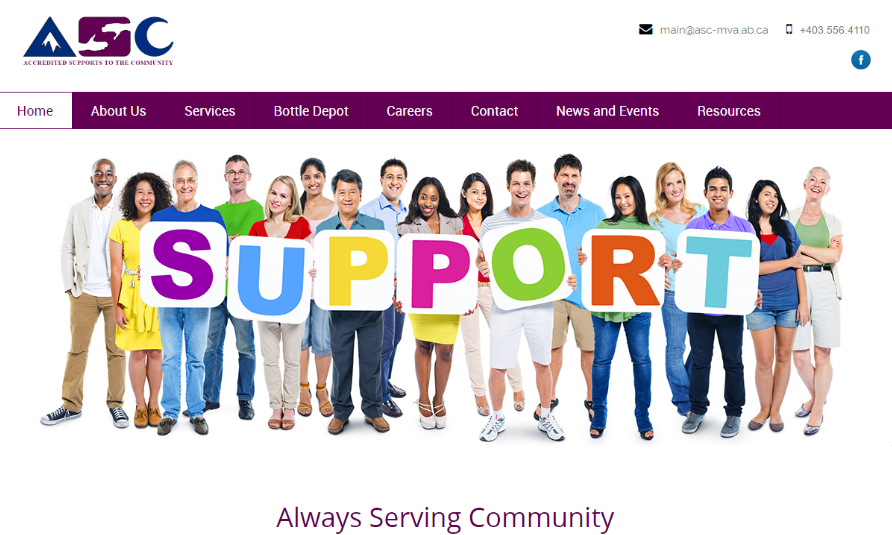 ASC
ACCREDITED SUPPORTS TO THE COMMUNITY
main@asc-mva.ab.ca +403.556.4110
f
Home About Us Services Bottle Depot Careers Contact News and Events Resources
SUPPORT
Always Serving Community